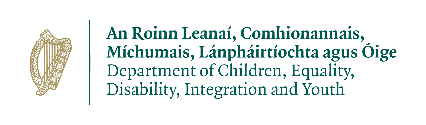 An Roinn Leanaí, Comhionannais,
Míchumais, Lánpháirtíochta agus Óige
Department of Children, Equality,
Disability, Integration and Youth